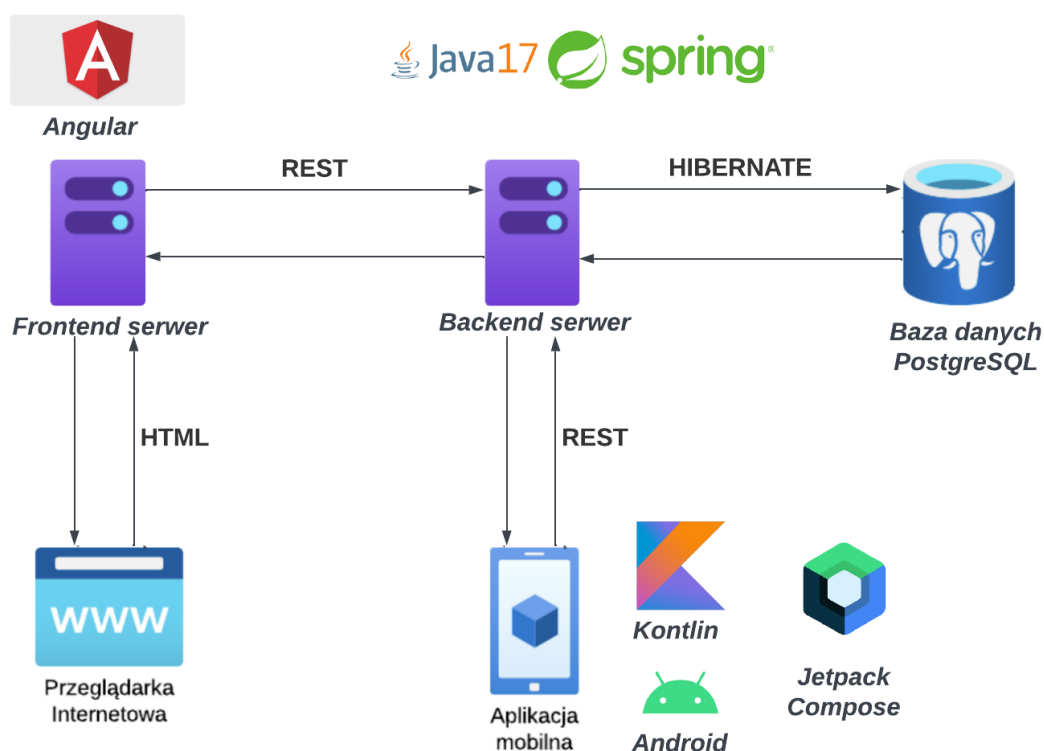 Java17 spring
Angular
REST
HIBERNATE
Frontend serwer
Backend serwer
Baza danych
PostgreSQL
HTML
REST
www
Przeglądarka
Internetowa
Aplikacja
mobilna
Kontlin
Android
Jetpack
Compose